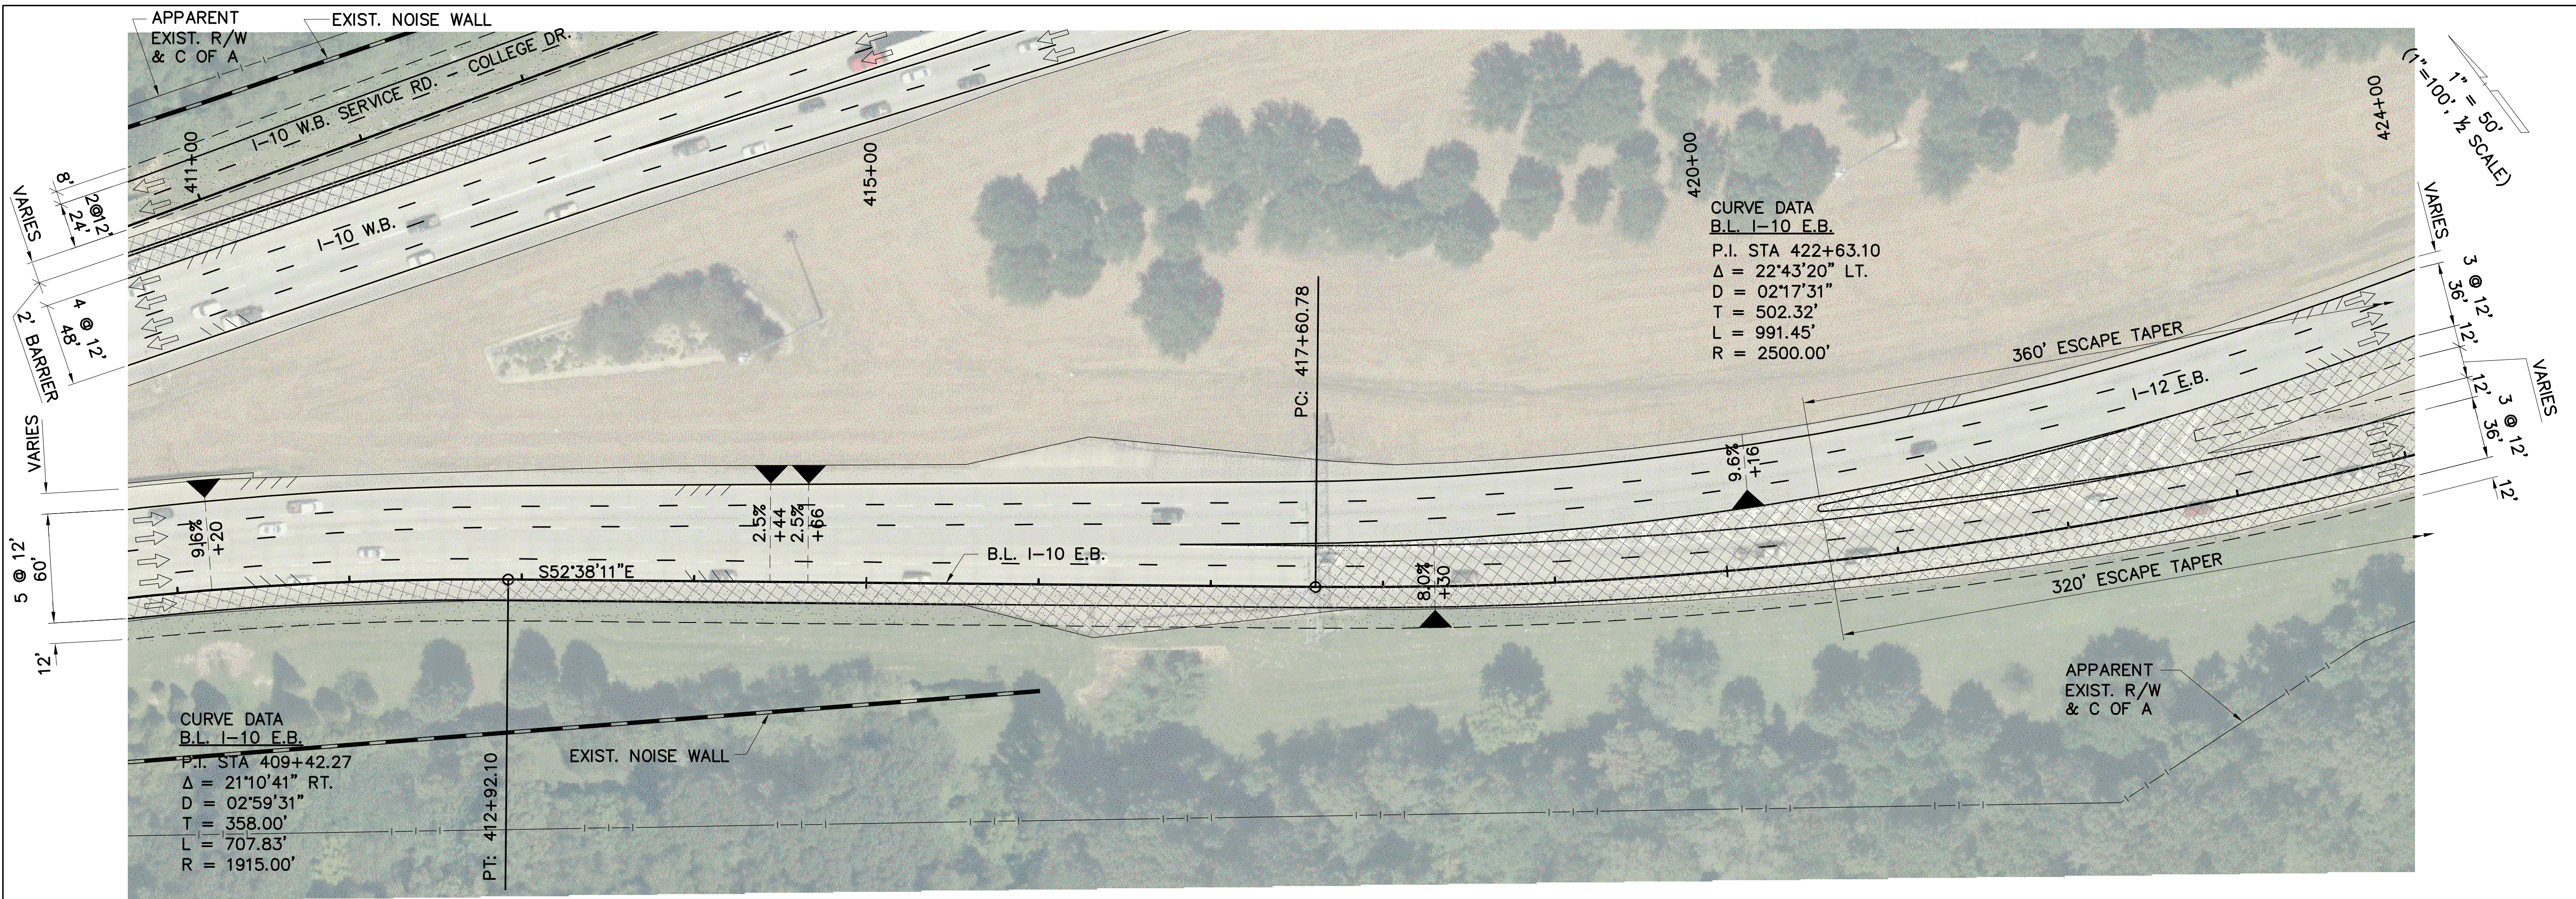 APPARENT
EXIST. R/W
& C OF A
EXIST. NOISE WALL
I-10 W.B. SERVICE RD. - COLLEGE DR.
411+00
I-10 W.B.
415+00
420+00
424+00
1" = 50'
(1"=100', ½ SCALE)
VARIES
8'
2@12'
24'
4 @ 12'
48'
2' BARRIER
VARIES
5 @ 12'
60'
12'
CURVE DATA
B.L. I-10 E.B.
P.I. STA 422+63.10
Δ = 22°43'20" LT.
D = 02°17'31"
T = 502.32'
L = 991.45'
R = 2500.00'
PC: 417+60.78
360' ESCAPE TAPER
I-12 E.B.
VARIES
3 @ 12'
36'
12'
VARIES
12'
3 @ 12'
36'
12'
9.6%
+20
2.5%
+44
2.5%
+66
9.6%
+16
8.0%
+30
S52°38'11"E
B.L. I-10 E.B.
320' ESCAPE TAPER
APPARENT
EXIST. R/W
& C OF A
EXIST. NOISE WALL
PT: 412+92.10
CURVE DATA
B.L. I-10 E.B.
P.I. STA 409+42.27
Δ = 21°10'41" RT.
D = 02°59'31"
T = 358.00'
L = 707.83'
R = 1915.00'